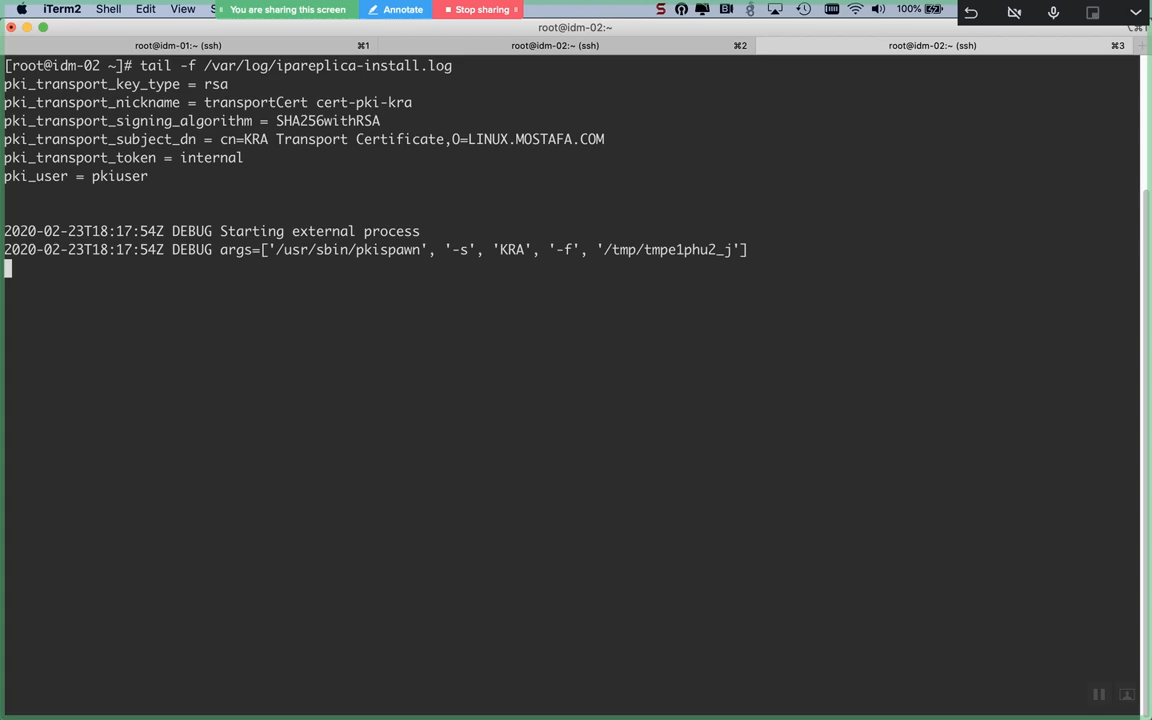 iTerm2 Shell Edit View S You are sharing this screen Annotate Stop sharing 100%
root@idm-02:~
root@idm-01:~ (ssh) ⌘1 root@idm-02:~ (ssh) ⌘2 root@idm-02:~ (ssh) ⌘3
[root@idm-02 ~]# tail -f /var/log/ipareplica-install.log
pki_transport_key_type = rsa
pki_transport_nickname = transportCert cert-pki-kra
pki_transport_signing_algorithm = SHA256withRSA
pki_transport_subject_dn = cn=KRA Transport Certificate,O=LINUX.MOSTAFA.COM
pki_transport_token = internal
pki_user = pkiuser
2020-02-23T18:17:54Z DEBUG Starting external process
2020-02-23T18:17:54Z DEBUG args=['/usr/sbin/pkispawn', '-s', 'KRA', '-f', '/tmp/tmpe1phu2_j']